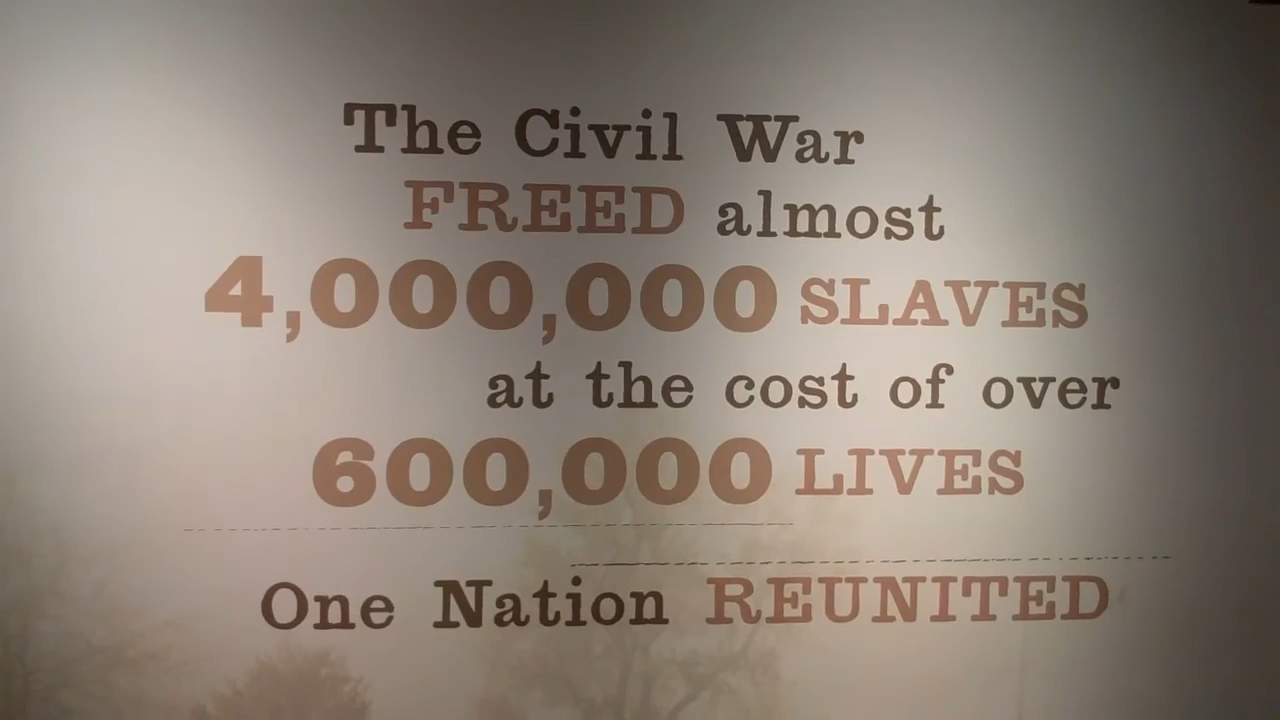 The Civil War
FREED almost
4,000,000 SLAVES
at the cost of over
600,000 LIVES
One Nation REUNITED